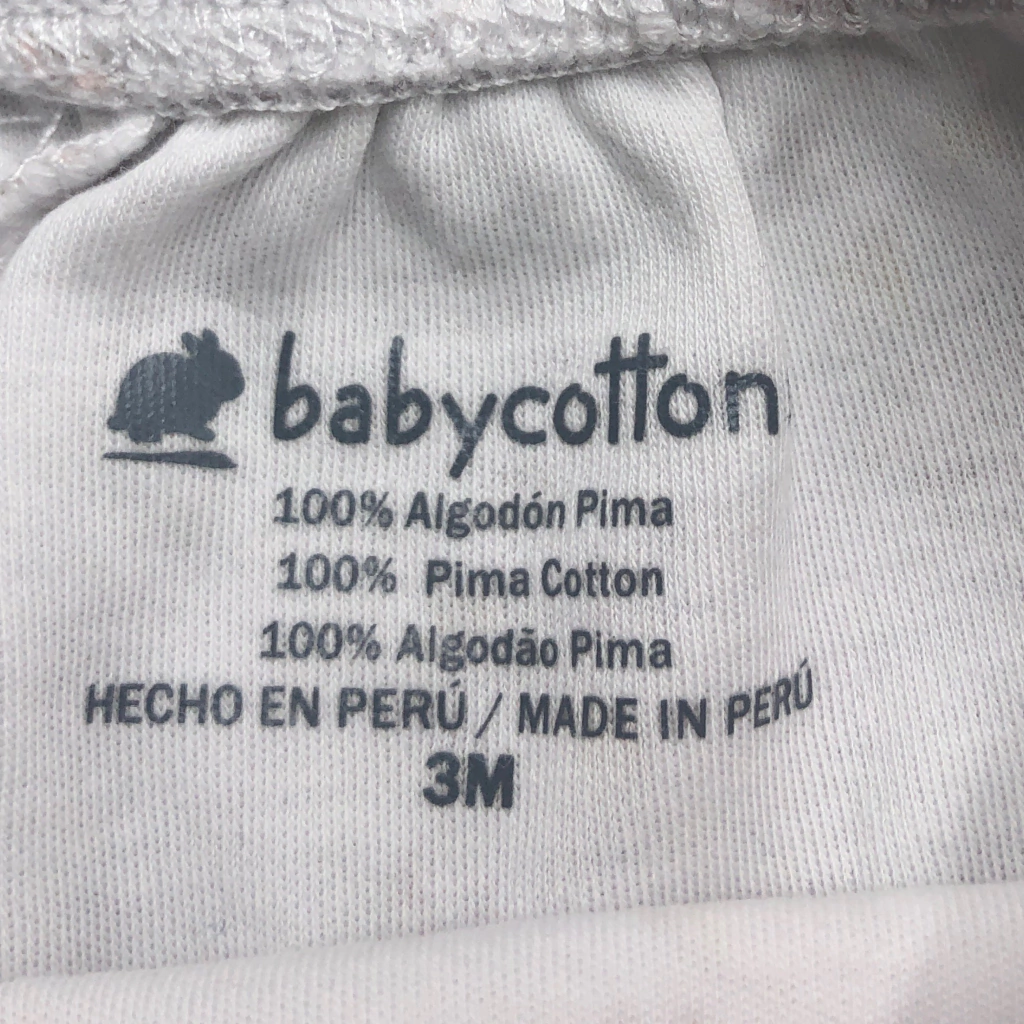 babycotton
100% Algodón Pima
100% Pima Cotton
100% Algodão Pima
HECHO EN PERÚ / MADE IN PERÚ
3M